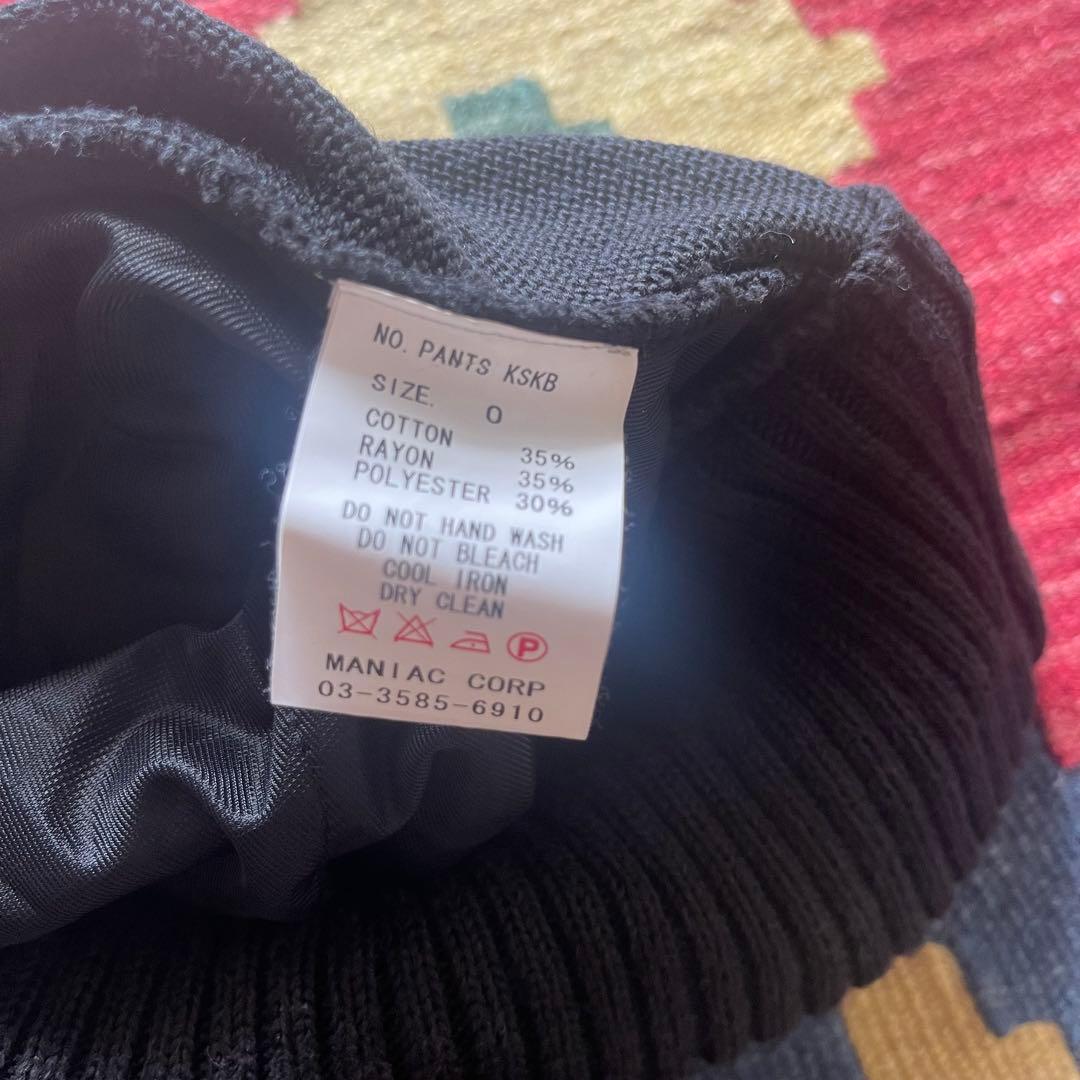 NO. PANTS KSKB
SIZE. 0
COTTON 35%
RAYON 35%
POLYESTER 30%
DO NOT HAND WASH
DO NOT BLEACH
COOL IRON
DRY CLEAN
P
MANIAC CORP
03-3585-6910